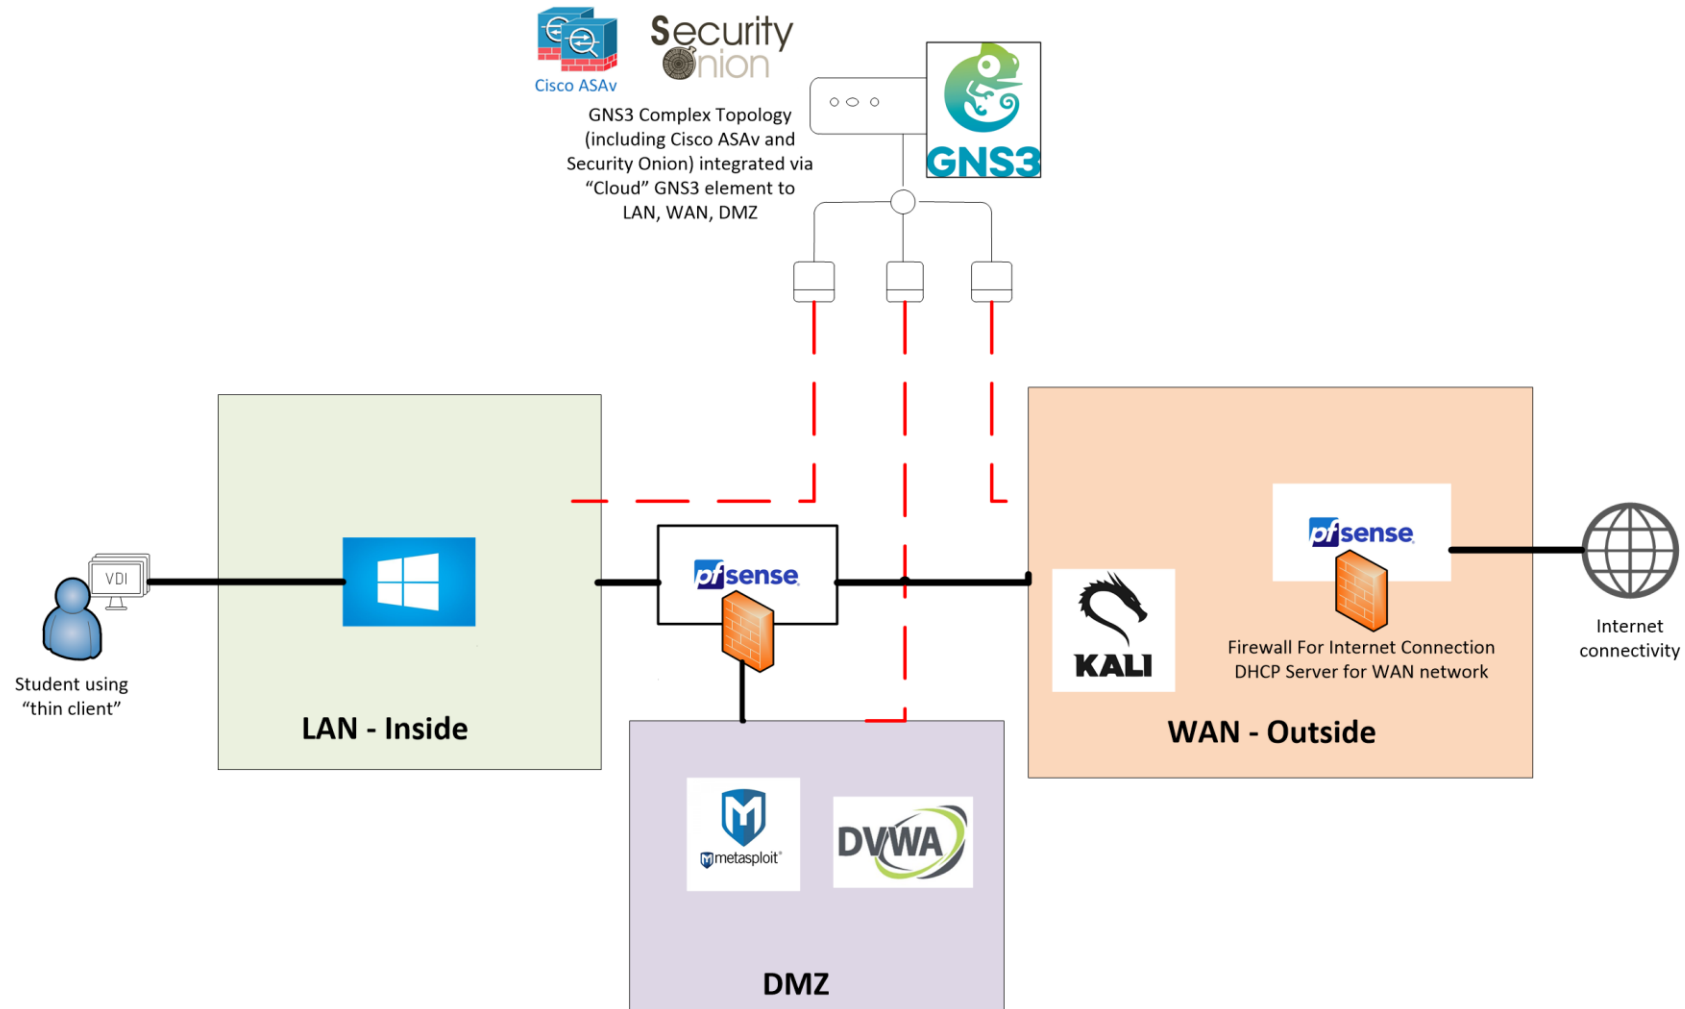 Security
Onion
Cisco ASAv
GNS3 Complex Topology
(including Cisco ASAv and
Security Onion) integrated via
“Cloud” GNS3 element to
LAN, WAN, DMZ
GNS3
VDI
Student using
“thin client”
LAN - Inside
pfsense
metasploit
DVWA
DMZ
KALI
pfsense
Firewall For Internet Connection
DHCP Server for WAN network
WAN - Outside
Internet
connectivity